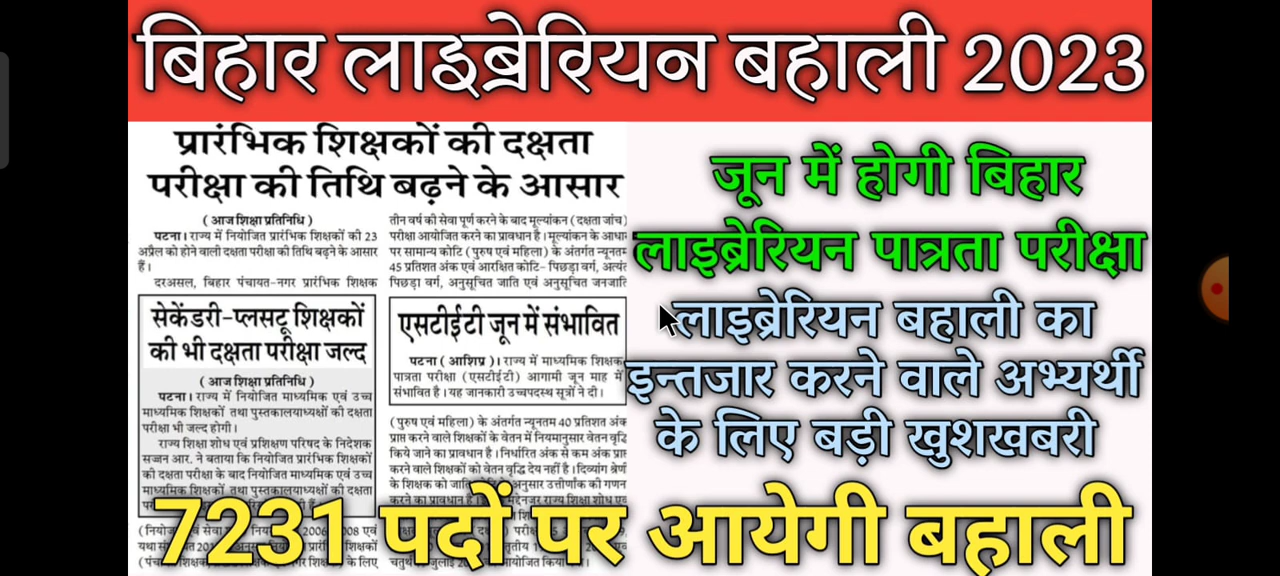 बिहार लाइब्रेरियन बहाली 2023
प्रारंभिक शिक्षकों की दक्षता
परीक्षा की तिथि बढ़ने के आसार
( आज शिक्षा प्रतिनिधि )
पटना। राज्य में नियोजित प्रारंभिक शिक्षकों की 23
अप्रैल को होने वाली दक्षता परीक्षा की तिथि बढ़ने के आसार
हैं।
दरअसल, बिहार पंचायत-नगर प्रारंभिक शिक्षक
सेकेंडरी-प्लसटू शिक्षकों
की भी दक्षता परीक्षा जल्द
( आज शिक्षा प्रतिनिधि )
पटना। राज्य में नियोजित माध्यमिक एवं उच्च
माध्यमिक शिक्षकों तथा पुस्तकालयाध्यक्षों की दक्षता
परीक्षा भी जल्द होगी।
राज्य शिक्षा शोध एवं प्रशिक्षण परिषद के निदेशक
सज्जन आर. ने बताया कि नियोजित प्रारंभिक शिक्षकों
की दक्षता परीक्षा के बाद नियोजित माध्यमिक एवं उच्च
माध्यमिक शिक्षकों तथा पुस्तकालयाध्यक्षों की दक्षता
एवं
के लिए
तीन वर्ष की सेवा पूर्ण करने के बाद मूल्यांकन ( दक्षता जांच )
परीक्षा आयोजित करने का प्रावधान है। मूल्यांकन के
पर सामान्य कोटि ( पुरुष एवं महिला ) के अंतर्गत न्यूनतम
45 प्रतिशत अंक एवं आरक्षित कोटि- पिछड़ा वर्ग,
पिछड़ा वर्ग, अनुसूचित जाति एवं अनुसूचित
एसटीईटी जून में संभावित
पटना ( आशिप्र )। राज्य में माध्यमिक शिक्षक
पात्रता परीक्षा ( एसटीईटी ) आगामी जून माह में
संभावित है। यह जानकारी उच्चपदस्थ सूत्रों ने दी।
( पुरुष एवं महिला ) के अंतर्गत न्यूनतम 40 प्रतिशत अंक
प्राप्त करने वाले शिक्षकों के वेतन में नियमानुसार वेतन वृद्धि
किये जाने का प्रावधान है। निर्धारित अंक से कम अंक
करने वाले शिक्षकों को वेतन वृद्धि देय नहीं है। दिव्यांग
के शिक्षक को अनुसार उत्तीर्णांक की
करने का प्रावधान है। राज्य शिक्षा शोध
जून में होगी बिहार
लाइब्रेरियन पात्रता परीक्षा
लाइब्रेरियन बहाली का
इन्तजार करने वाले अभ्यर्थी
के लिए बड़ी खुशखबरी
7231 पदों पर आयेगी बहाली